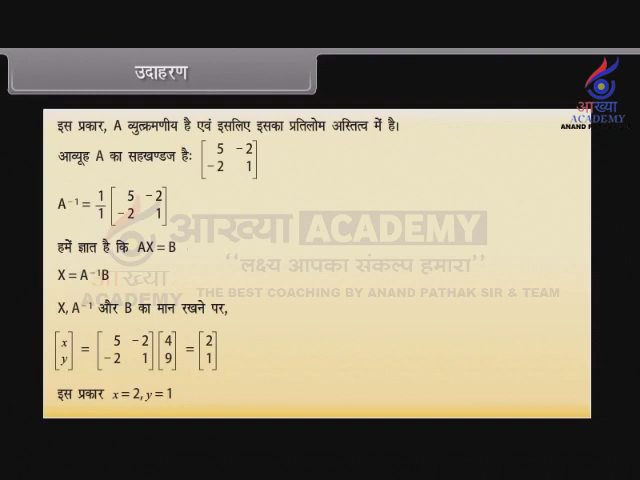 उदाहरण
आख्या
ACADEMY
इस प्रकार, A व्युत्क्रमणीय है एवं इसलिए इसका प्रतिलोम अस्तित्व में है।
आव्यूह A का सहखण्डज है: [5 −2
−2 1]
A⁻¹ = 1/1 [5 −2
−2 1]
आख्या ACADEMY
हमें ज्ञात है कि AX = B
‘‘लक्ष्य आपका संकल्प हमारा’’
X = A⁻¹B
आख्या
ACADEMY
THE BEST COACHING BY ANAND PATHAK SIR & TEAM
X, A⁻¹ और B का मान रखने पर,
[x
y] = [5 −2
−2 1] [4
9] = [2
1]
इस प्रकार x = 2, y = 1